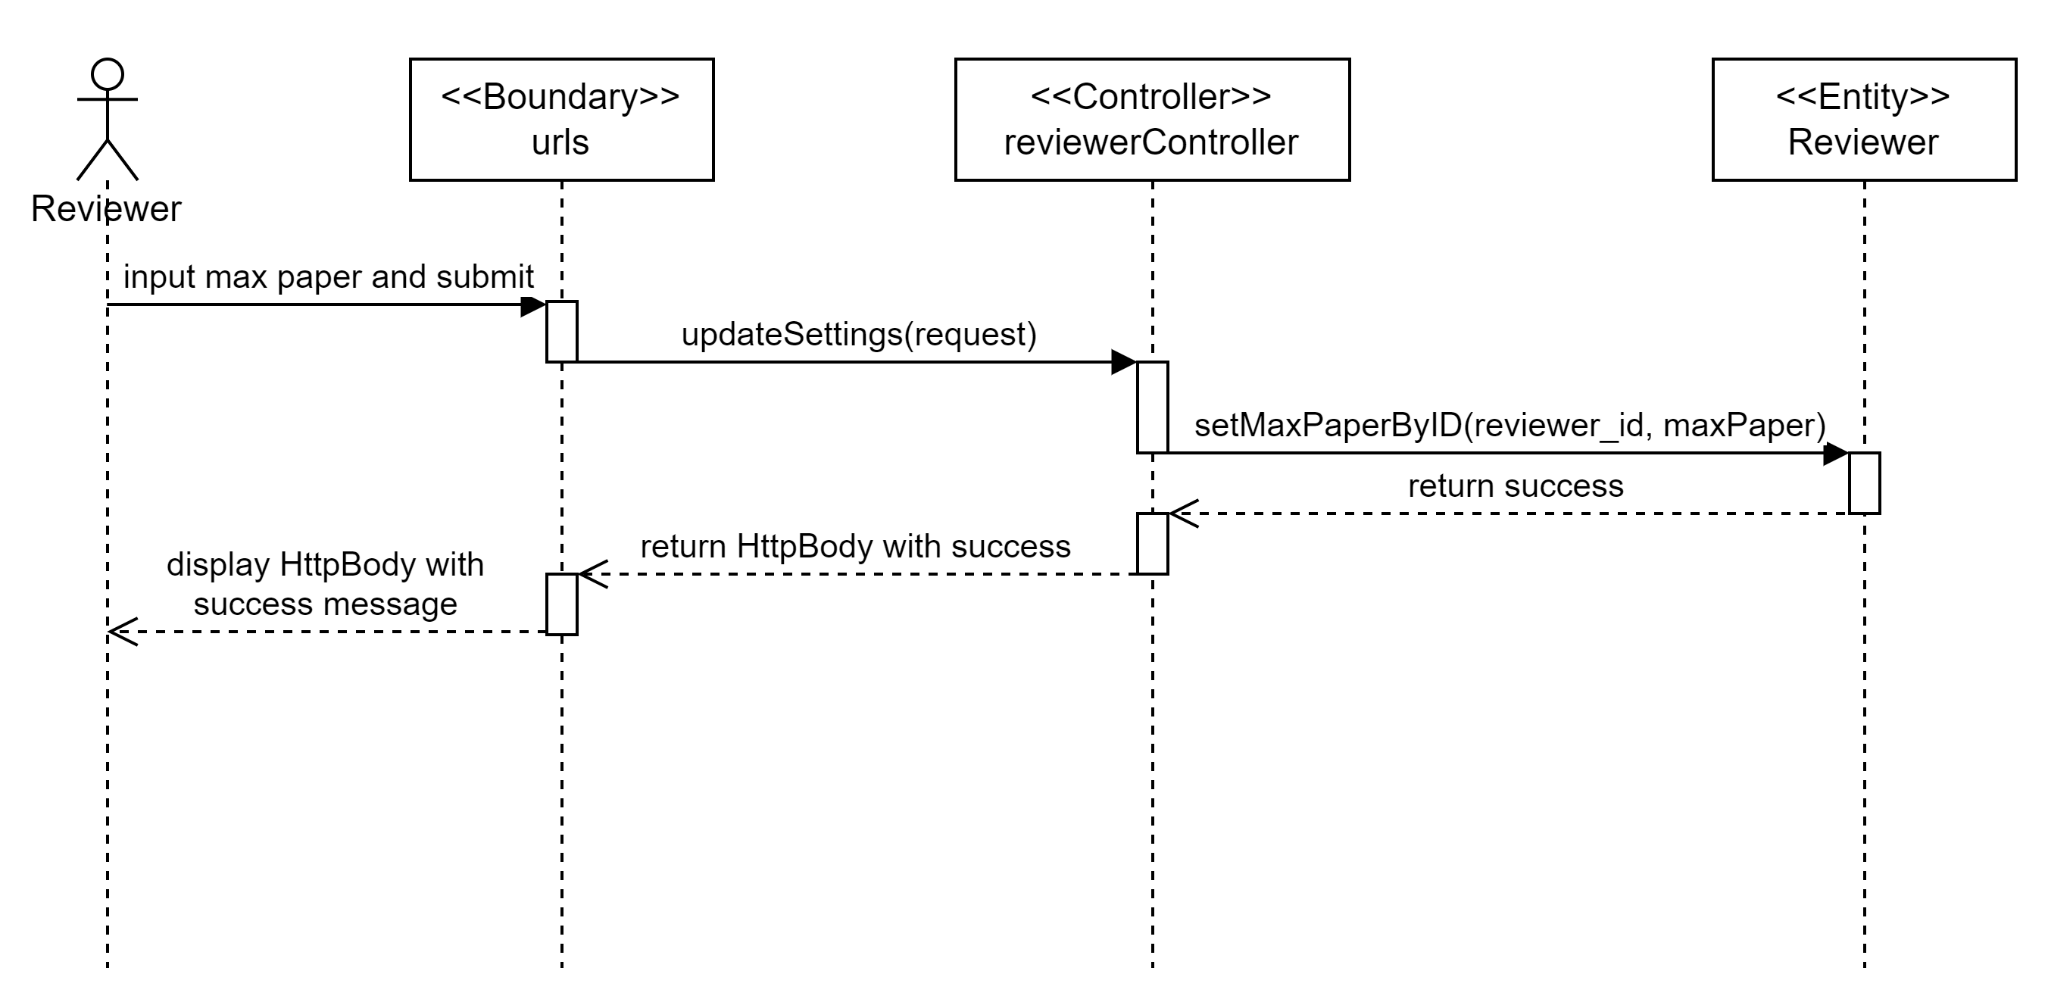 <<Boundary>>
urls
<<Controller>>
reviewerController
<<Entity>>
Reviewer
Reviewer
input max paper and submit
updateSettings(request)
setMaxPaperByID(reviewer_id, maxPaper)
return success
return HttpBody with success
display HttpBody with
success message